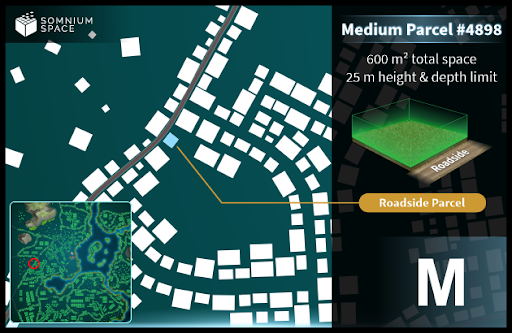 SOMNIUM
SPACE
Medium Parcel #4898
600 m² total space
25 m height & depth limit
Roadside
Roadside Parcel
M